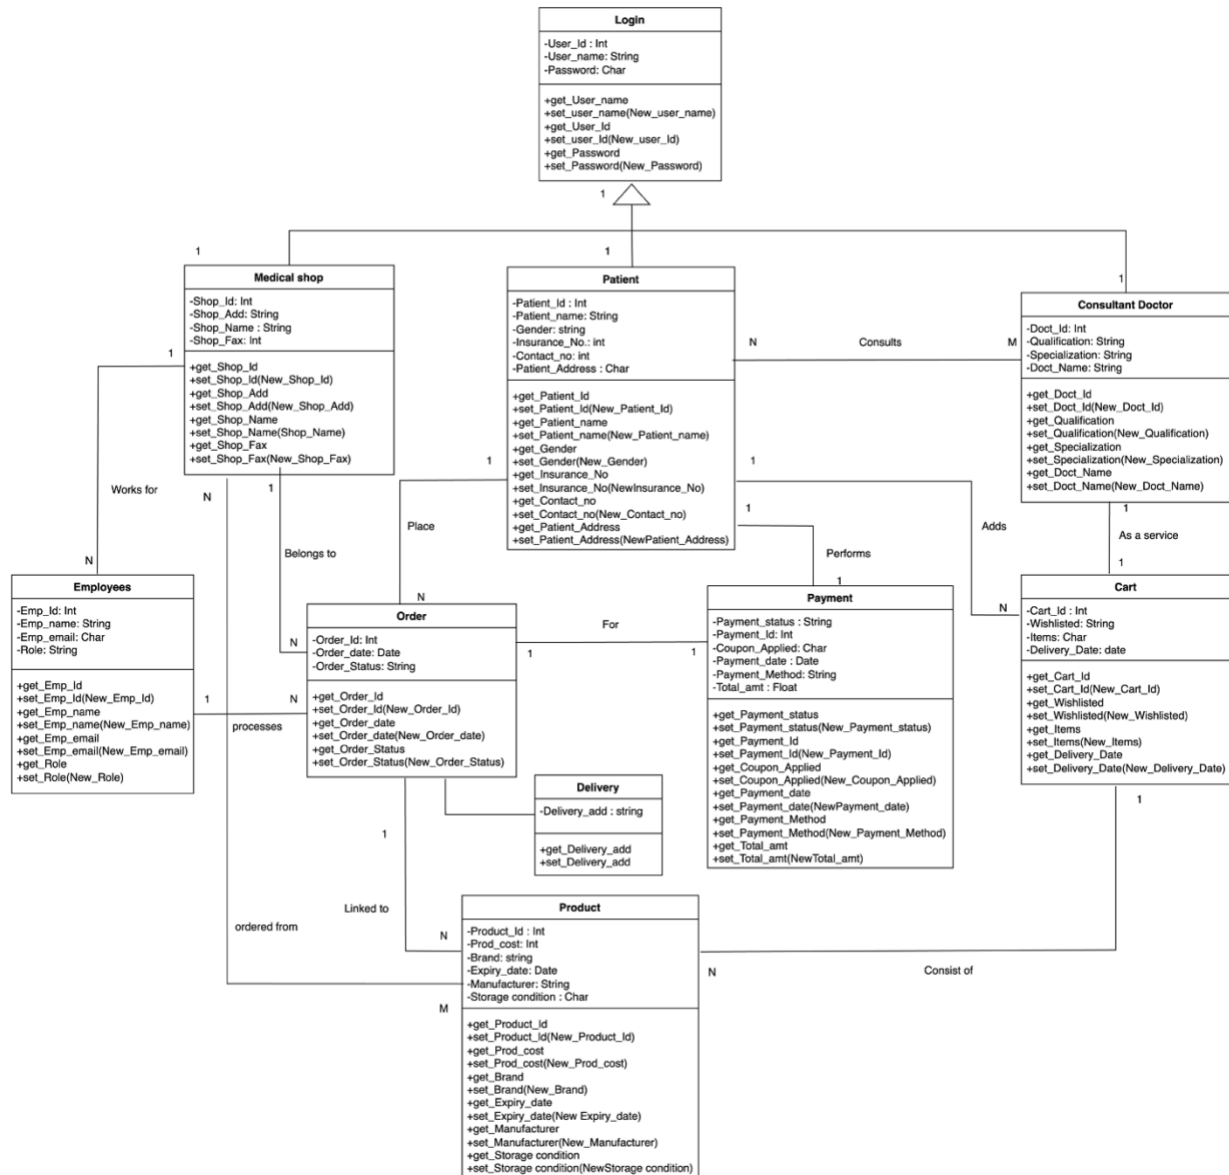 Login
-User_Id : Int
-User_name: String
-Password: Char
+get_User_name
+set_user_name(New_user_name)
+get_User_Id
+set_user_Id(New_user_Id)
+get_Password
+set_Password(New_Password)
1
1
1
1
Medical shop
-Shop_Id: Int
-Shop_Add: String
-Shop_Name : String
-Shop_Fax: Int
+get_Shop_Id
+set_Shop_Id(New_Shop_Id)
+get_Shop_Add
+set_Shop_Add(New_Shop_Add)
+get_Shop_Name
+set_Shop_Name(Shop_Name)
+get_Shop_Fax
+set_Shop_Fax(New_Shop_Fax)
Patient
-Patient_Id : Int
-Patient_name: String
-Gender: string
-Insurance_No.: int
-Contact_no: int
-Patient_Address : Char
+get_Patient_Id
+set_Patient_Id(New_Patient_Id)
+get_Patient_name
+set_Patient_name(New_Patient_name)
+get_Gender
+set_Gender(New_Gender)
+get_Insurance_No
+set_Insurance_No(NewInsurance_No)
+get_Contact_no
+set_Contact_no(New_Contact_no)
+get_Patient_Address
+set_Patient_Address(NewPatient_Address)
N
Consults
M
Consultant Doctor
-Doct_Id: Int
-Qualification: String
-Specialization: String
-Doct_Name: String
+get_Doct_Id
+set_Doct_Id(New_Doct_Id)
+get_Qualification
+set_Qualification(New_Qualification)
+get_Specialization
+set_Specialization(New_Specialization)
+get_Doct_Name
+set_Doct_Name(New_Doct_Name)
1
Works for
N
1
Belongs to
N
N
1
Place
N
1
Adds
N
1
Performs
1
1
As a service
1
Employees
-Emp_Id: Int
-Emp_name: String
-Emp_email: Char
-Role: String
+get_Emp_Id
+set_Emp_Id(New_Emp_Id)
+get_Emp_name
+set_Emp_name(New_Emp_name)
+get_Emp_email
+set_Emp_email(New_Emp_email)
+get_Role
+set_Role(New_Role)
1
processes
N
Order
-Order_Id: Int
-Order_date: Date
-Order_Status: String
+get_Order_Id
+set_Order_Id(New_Order_Id)
+get_Order_date
+set_Order_date(New_Order_date)
+get_Order_Status
+set_Order_Status(New_Order_Status)
1
For
1
Payment
-Payment_status : String
-Payment_Id: Int
-Coupon_Applied: Char
-Payment_date : Date
-Payment_Method: String
-Total_amt : Float
+get_Payment_status
+set_Payment_status(New_Payment_status)
+get_Payment_Id
+set_Payment_Id(New_Payment_Id)
+get_Coupon_Applied
+set_Coupon_Applied(New_Coupon_Applied)
+get_Payment_date
+set_Payment_date(NewPayment_date)
+get_Payment_Method
+set_Payment_Method(New_Payment_Method)
+get_Total_amt
+set_Total_amt(NewTotal_amt)
Cart
-Cart_Id : Int
-Wishlisted: String
-Items: Char
-Delivery_Date: date
+get_Cart_Id
+set_Cart_Id(New_Cart_Id)
+get_Wishlisted
+set_Wishlisted(New_Wishlisted)
+get_Items
+set_Items(New_Items)
+get_Delivery_Date
+set_Delivery_Date(New_Delivery_Date)
Delivery
-Delivery_add : string
+get_Delivery_add
+set_Delivery_add
1
Linked to
N
ordered from
M
1
N
Consist of
Product
-Product_Id : Int
-Prod_cost: Int
-Brand: string
-Expiry_date: Date
-Manufacturer: String
-Storage condition : Char
+get_Product_Id
+set_Product_Id(New_Product_Id)
+get_Prod_cost
+set_Prod_cost(New_Prod_cost)
+get_Brand
+set_Brand(New_Brand)
+get_Expiry_date
+set_Expiry_date(New Expiry_date)
+get_Manufacturer
+set_Manufacturer(New_Manufacturer)
+get_Storage condition
+set_Storage condition(NewStorage condition)